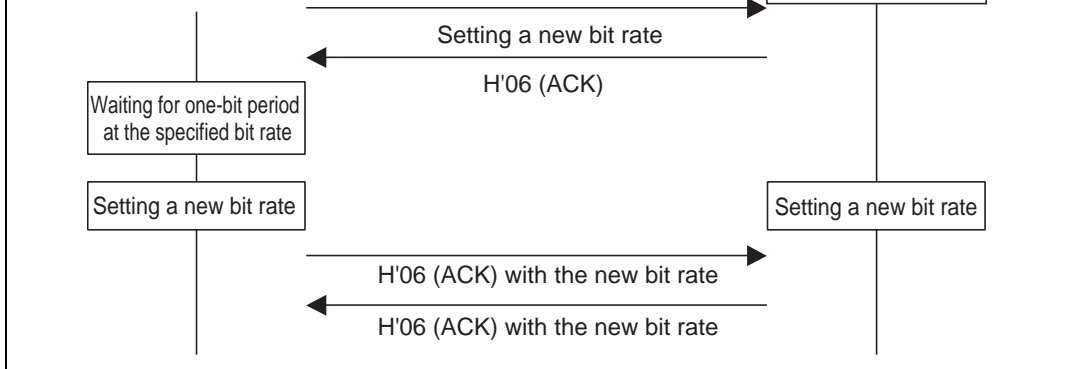 Setting a new bit rate
H'06 (ACK)
Waiting for one-bit period
at the specified bit rate
Setting a new bit rate
Setting a new bit rate
H'06 (ACK) with the new bit rate
H'06 (ACK) with the new bit rate